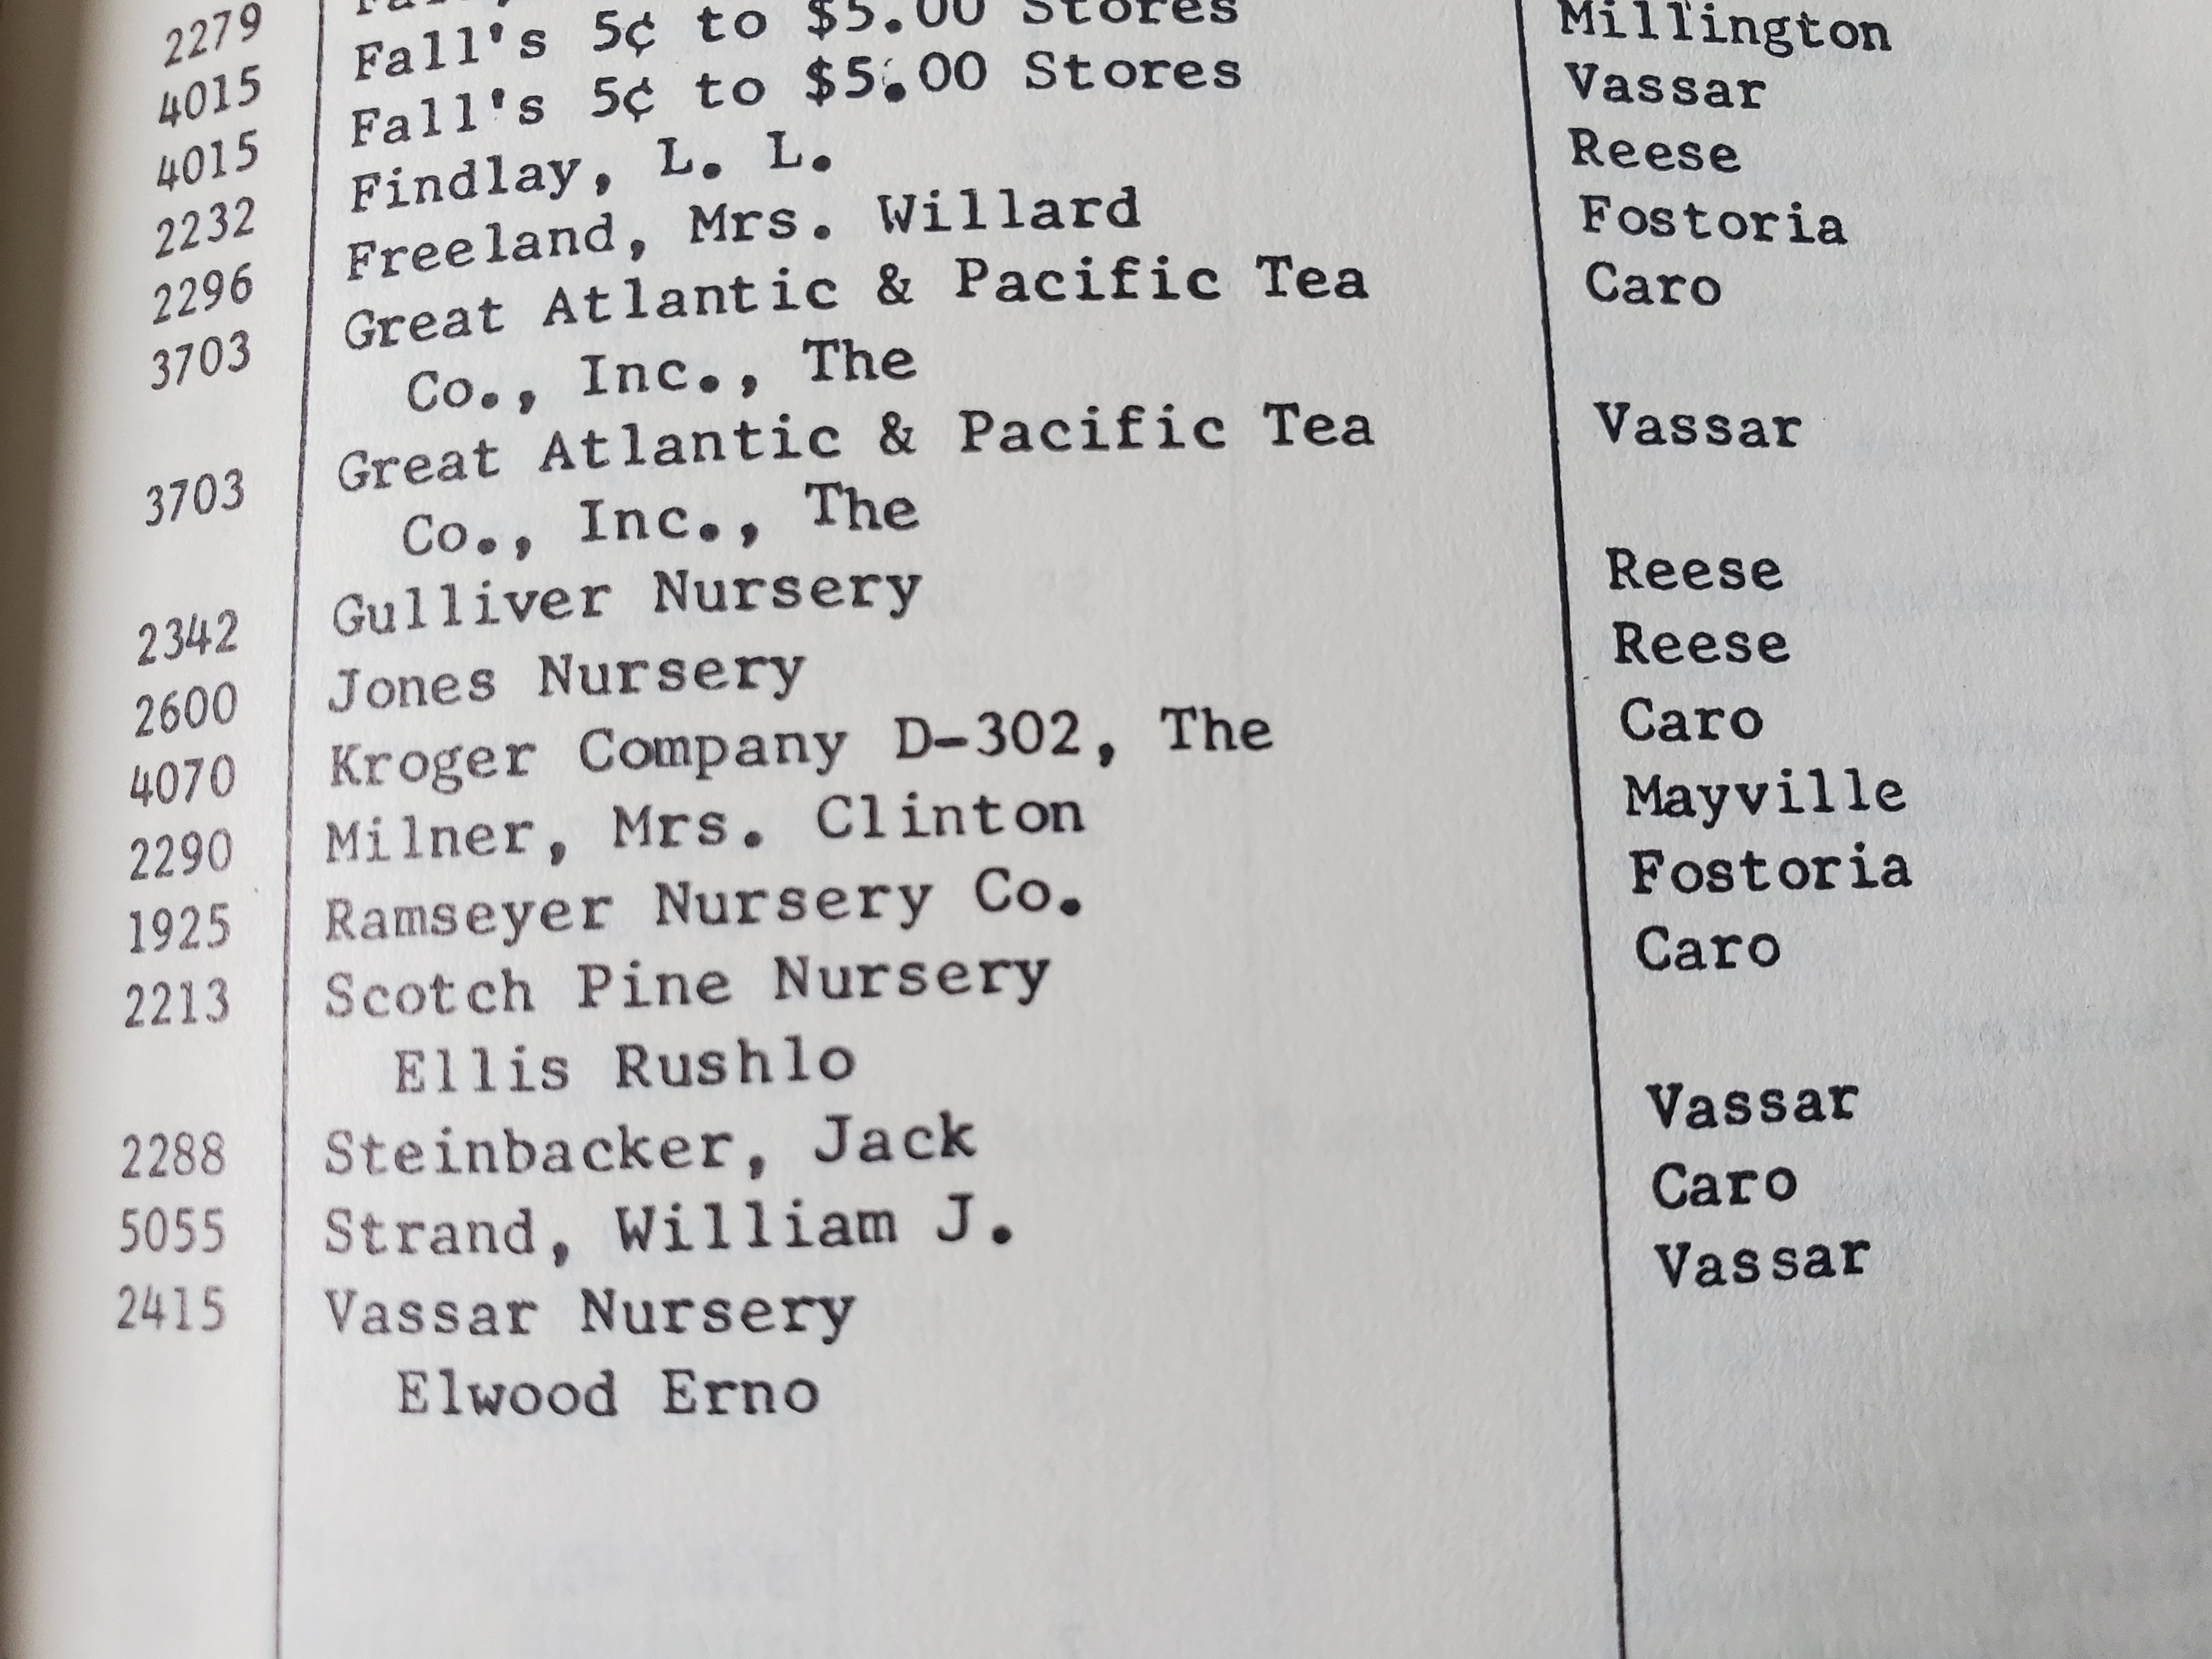 2279
4015 Fall's 5¢ to $5.00 Stores Millington
4015 Fall's 5¢ to $5.00 Stores Vassar
2232 Findlay, L. L. Reese
2296 Freeland, Mrs. Willard Fostoria
3703 Great Atlantic & Pacific Tea Caro
Co., Inc., The
3703 Great Atlantic & Pacific Tea Vassar
Co., Inc., The
2342 Gulliver Nursery Reese
2600 Jones Nursery Reese
4070 Kroger Company D-302, The Caro
2290 Milner, Mrs. Clinton Mayville
1925 Ramseyer Nursery Co. Fostoria
2213 Scotch Pine Nursery Caro
Ellis Rushlo
2288 Steinbacker, Jack Vassar
5055 Strand, William J. Caro
2415 Vassar Nursery Vassar
Elwood Erno